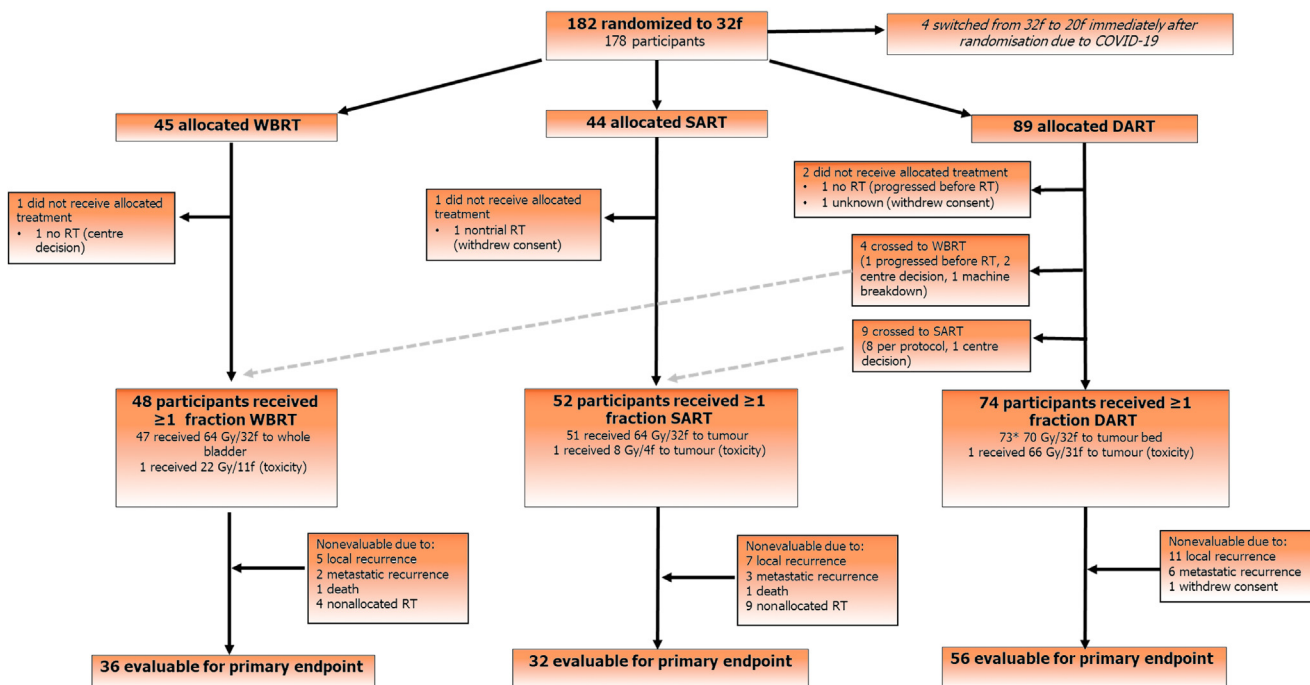 182 randomized to 32f
178 participants
4 switched from 32f to 20f immediately after
randomisation due to COVID-19
45 allocated WBRT
44 allocated SART
89 allocated DART
1 did not receive allocated
treatment
• 1 no RT (centre
decision)
1 did not receive allocated
treatment
• 1 nontrial RT
(withdrew consent)
2 did not receive allocated treatment
• 1 no RT (progressed before RT)
• 1 unknown (withdrew consent)
4 crossed to WBRT
(1 progressed before RT, 2
centre decision, 1 machine
breakdown)
9 crossed to SART
(8 per protocol, 1 centre
decision)
48 participants received
≥1 fraction WBRT
47 received 64 Gy/32f to whole
bladder
1 received 22 Gy/11f (toxicity)
52 participants received ≥1
fraction SART
51 received 64 Gy/32f to tumour
1 received 8 Gy/4f to tumour (toxicity)
74 participants received ≥1
fraction DART
73* 70 Gy/32f to tumour bed
1 received 66 Gy/31f to tumour (toxicity)
Nonevaluable due to:
5 local recurrence
2 metastatic recurrence
1 death
4 nonallocated RT
Nonevaluable due to:
7 local recurrence
3 metastatic recurrence
1 death
9 nonallocated RT
Nonevaluable due to:
11 local recurrence
6 metastatic recurrence
1 withdrew consent
36 evaluable for primary endpoint
32 evaluable for primary endpoint
56 evaluable for primary endpoint